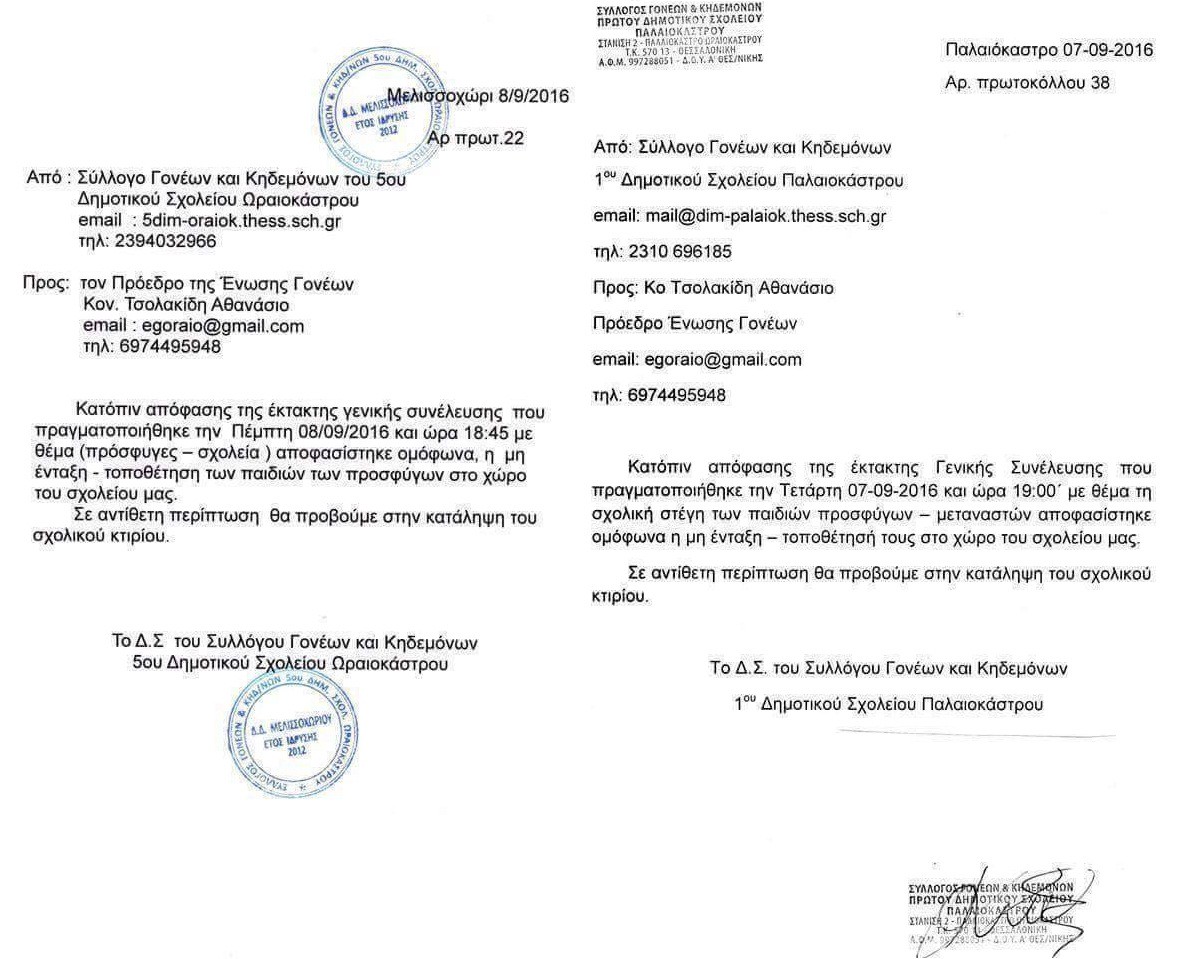 Μελισσοχώρι 8/9/2016
Αρ πρωτ.22
ΣΥΛΛΟΓΟΣ ΓΟΝΕΩΝ & ΚΗΔ/ΝΩΝ 5ου ΔΗΜ. ΣΧΟΛ. ΩΡΑΙΟΚΑΣΤΡΟΥ
Δ.Δ. ΜΕΛΙΣΣΟΧΩΡΙΟΥ
ΕΤΟΣ ΙΔΡΥΣΗΣ
2012
Από : Σύλλογο Γονέων και Κηδεμόνων του 5ου
Δημοτικού Σχολείου Ωραιοκάστρου
email : 5dim-oraiok.thess.sch.gr
τηλ: 2394032966
Προς: τον Πρόεδρο της Ένωσης Γονέων
Κον. Τσολακίδη Αθανάσιο
email : egoraio@gmail.com
τηλ: 6974495948
Κατόπιν απόφασης της έκτακτης γενικής συνέλευσης που
πραγματοποιήθηκε την Πέμπτη 08/09/2016 και ώρα 18:45 με
θέμα (πρόσφυγες – σχολεία ) αποφασίστηκε ομόφωνα, η μη
ένταξη - τοποθέτηση των παιδιών των προσφύγων στο χώρο
του σχολείου μας.
Σε αντίθετη περίπτωση θα προβούμε στην κατάληψη του
σχολικού κτιρίου.
Το Δ.Σ του Συλλόγου Γονέων και Κηδεμόνων
5ου Δημοτικού Σχολείου Ωραιοκάστρου
ΣΥΛΛΟΓΟΣ ΓΟΝΕΩΝ & ΚΗΔ/ΝΩΝ 5ου ΔΗΜ. ΣΧΟΛ. ΩΡΑΙΟΚΑΣΤΡΟΥ
Δ.Δ. ΜΕΛΙΣΣΟΧΩΡΙΟΥ
ΕΤΟΣ ΙΔΡΥΣΗΣ
2012
ΣΥΛΛΟΓΟΣ ΓΟΝΕΩΝ & ΚΗΔΕΜΟΝΩΝ
ΠΡΩΤΟΥ ΔΗΜΟΤΙΚΟΥ ΣΧΟΛΕΙΟΥ
ΠΑΛΑΙΟΚΑΣΤΡΟΥ
ΣΤΑΝΙΣΗ 2 - ΠΑΛΑΙΟΚΑΣΤΡΟ ΩΡΑΙΟΚΑΣΤΡΟΥ
Τ.Κ. 570 13 - ΘΕΣΣΑΛΟΝΙΚΗ
Α.Φ.Μ. 997288051 - Δ.Ο.Υ. Α' ΘΕΣ/ΝΙΚΗΣ
Παλαιόκαστρο 07-09-2016
Αρ. πρωτοκόλλου 38
Από: Σύλλογο Γονέων και Κηδεμόνων
1ου Δημοτικού Σχολείου Παλαιοκάστρου
email: mail@dim-palaiok.thess.sch.gr
τηλ: 2310 696185
Προς: Κο Τσολακίδη Αθανάσιο
Πρόεδρο Ένωσης Γονέων
email: egoraio@gmail.com
τηλ: 6974495948
Κατόπιν απόφασης της έκτακτης Γενικής Συνέλευσης που
πραγματοποιήθηκε την Τετάρτη 07-09-2016 και ώρα 19:00΄ με θέμα τη
σχολική στέγη των παιδιών προσφύγων – μεταναστών αποφασίστηκε
ομόφωνα η μη ένταξη – τοποθέτησή τους στο χώρο του σχολείου μας.
Σε αντίθετη περίπτωση θα προβούμε στην κατάληψη του σχολικού
κτιρίου.
Το Δ.Σ. του Συλλόγου Γονέων και Κηδεμόνων
1ου Δημοτικού Σχολείου Παλαιοκάστρου
ΣΥΛΛΟΓΟΣ ΓΟΝΕΩΝ & ΚΗΔΕΜΟΝΩΝ
ΠΡΩΤΟΥ ΔΗΜΟΤΙΚΟΥ ΣΧΟΛΕΙΟΥ
ΠΑΛΑΙΟΚΑΣΤΡΟΥ
ΣΤΑΝΙΣΗ 2 - ΠΑΛΑΙΟΚΑΣΤΡΟ ΩΡΑΙΟΚΑΣΤΡΟΥ
Τ.Κ. 570 13 - ΘΕΣΣΑΛΟΝΙΚΗ
Α.Φ.Μ. 997288051 - Δ.Ο.Υ. Α' ΘΕΣ/ΝΙΚΗΣ